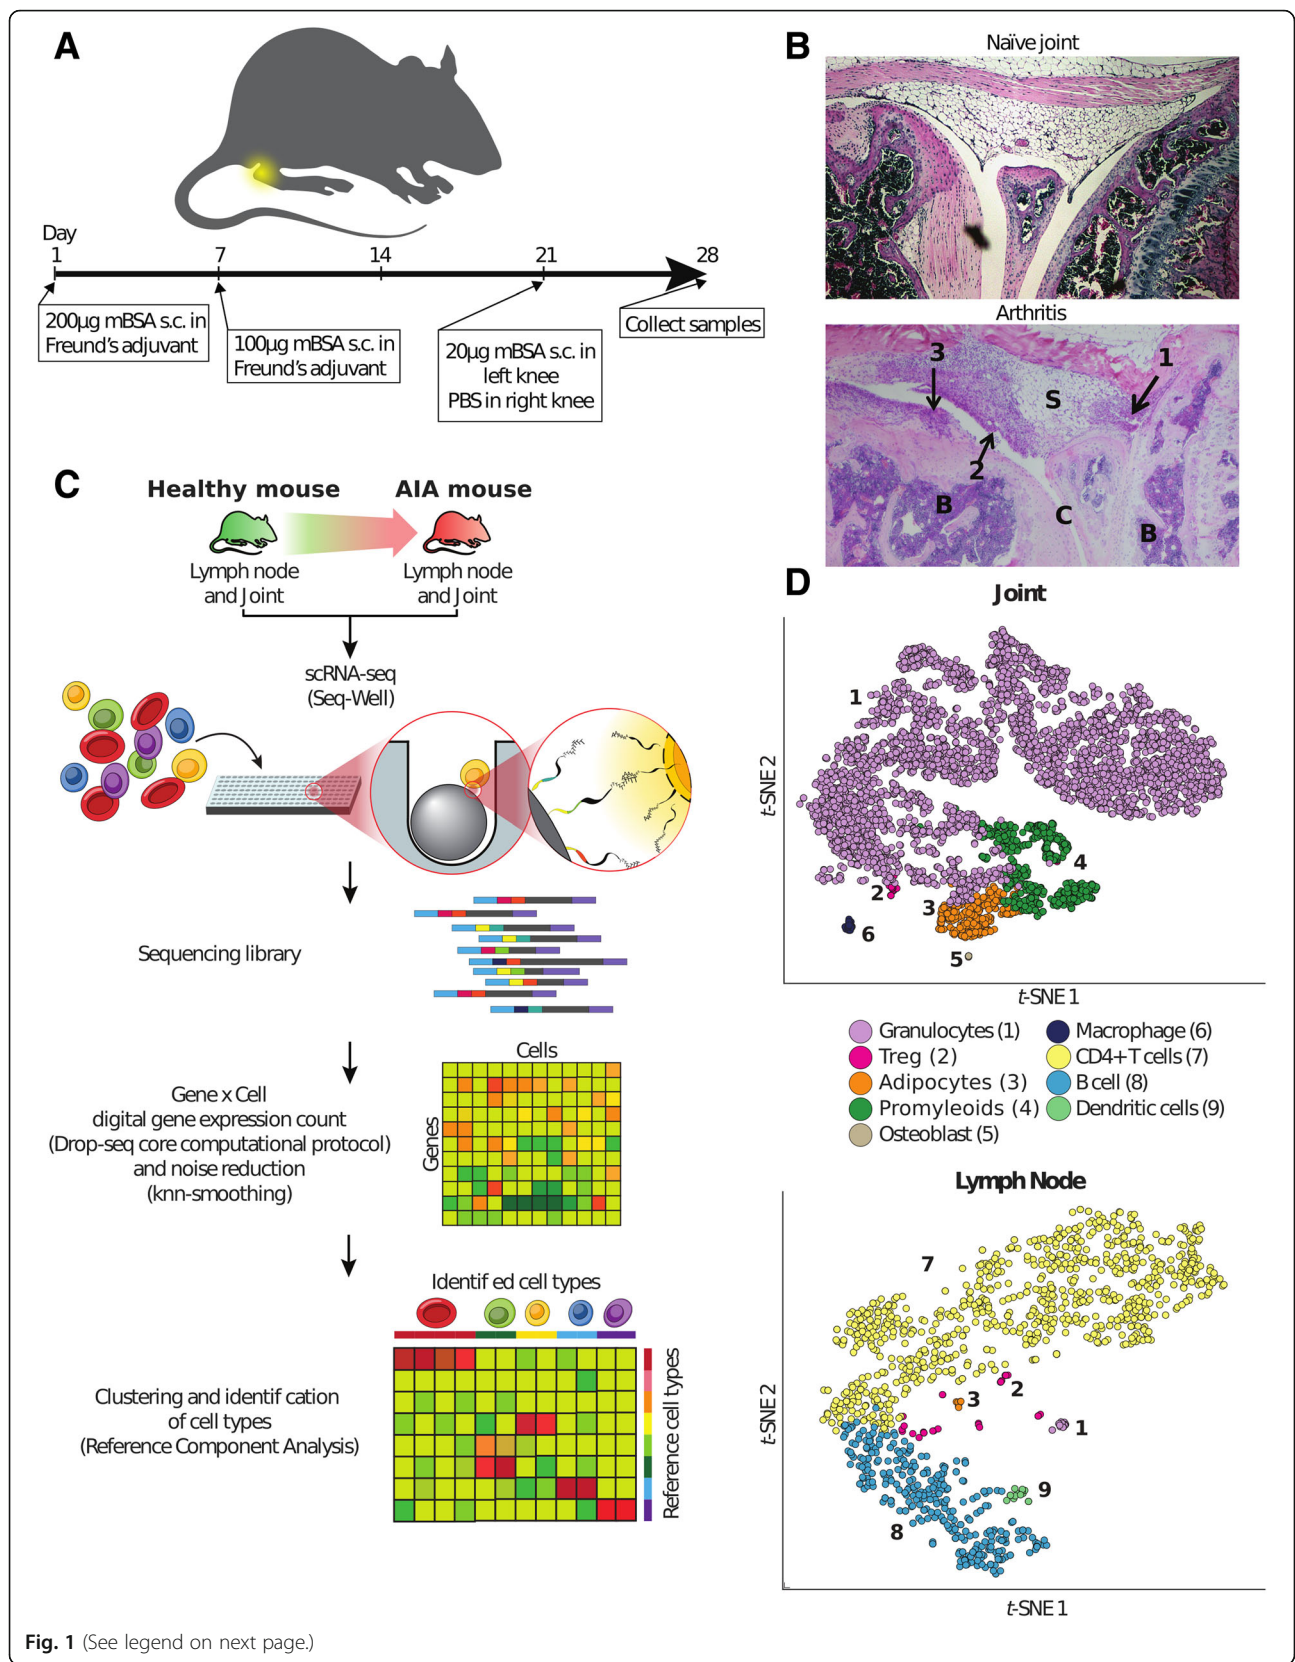 A
Day
1
7
14
21
28
200µg mBSA s.c. in
Freund's adjuvant
100µg mBSA s.c. in
Freund's adjuvant
20µg mBSA s.c. in
left knee
PBS in right knee
Collect samples
B
Naïve joint
Arthritis
3
1
S
2
B
C
B
C
Healthy mouse
AIA mouse
Lymph node
and Joint
Lymph node
and Joint
scRNA-seq
(Seq-Well)
Sequencing library
Gene x Cell
digital gene expression count
(Drop-seq core computational protocol)
and noise reduction
(knn-smoothing)
Cells
Genes
Identif ed cell types
Clustering and identif cation
of cell types
(Reference Component Analysis)
Reference cell types
D
Joint
t-SNE 2
1
4
2
3
6
5
t-SNE 1
Granulocytes (1)
Treg (2)
Adipocytes (3)
Promyleoids (4)
Osteoblast (5)
Macrophage (6)
CD4+ T cells (7)
B cell (8)
Dendritic cells (9)
Lymph Node
t-SNE 2
7
2
3
1
9
8
t-SNE 1
Fig. 1 (See legend on next page.)